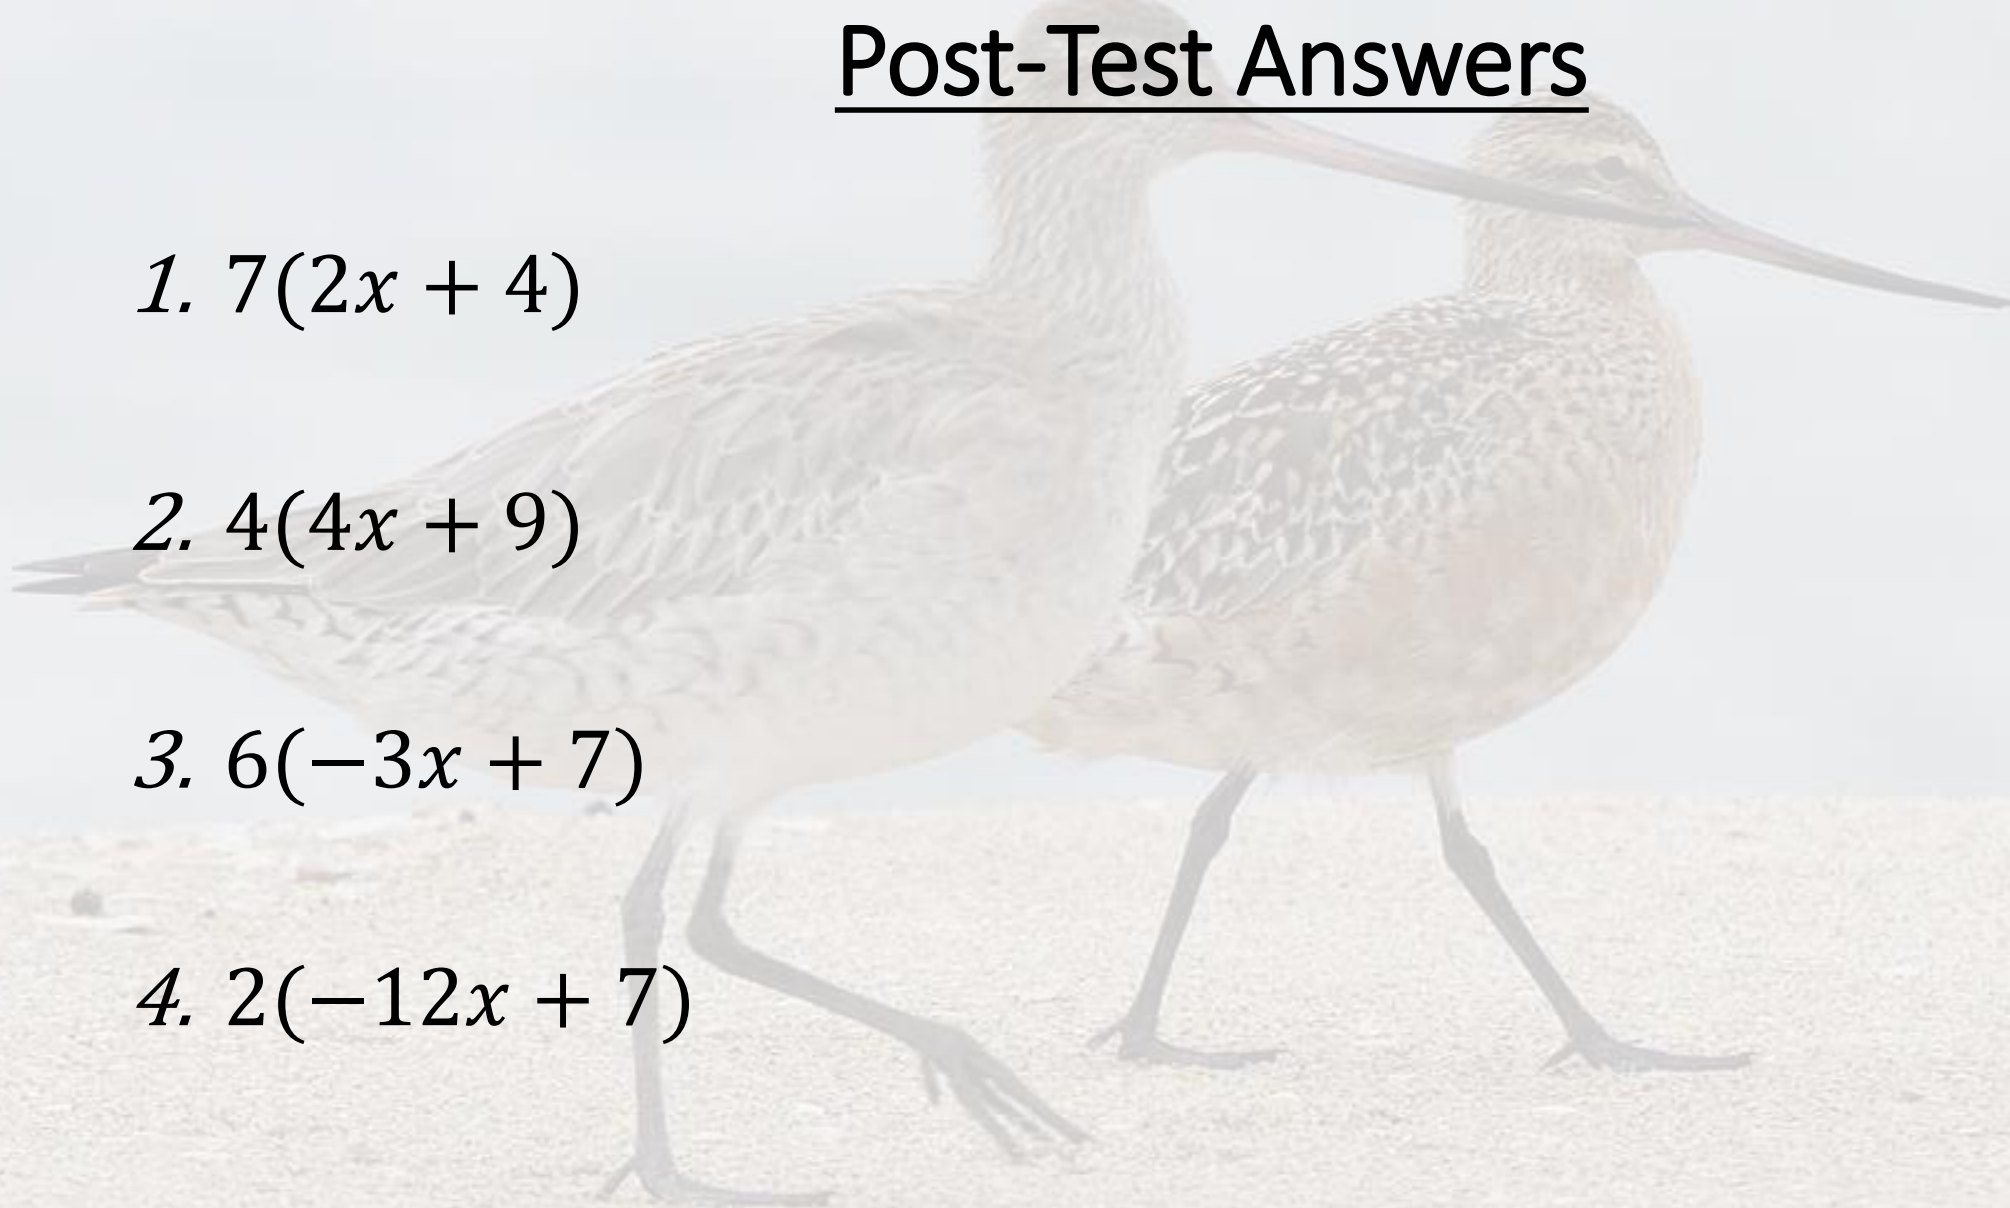 Post-Test Answers
1. 7(2x + 4)
2. 4(4x + 9)
3. 6(−3x + 7)
4. 2(−12x + 7)